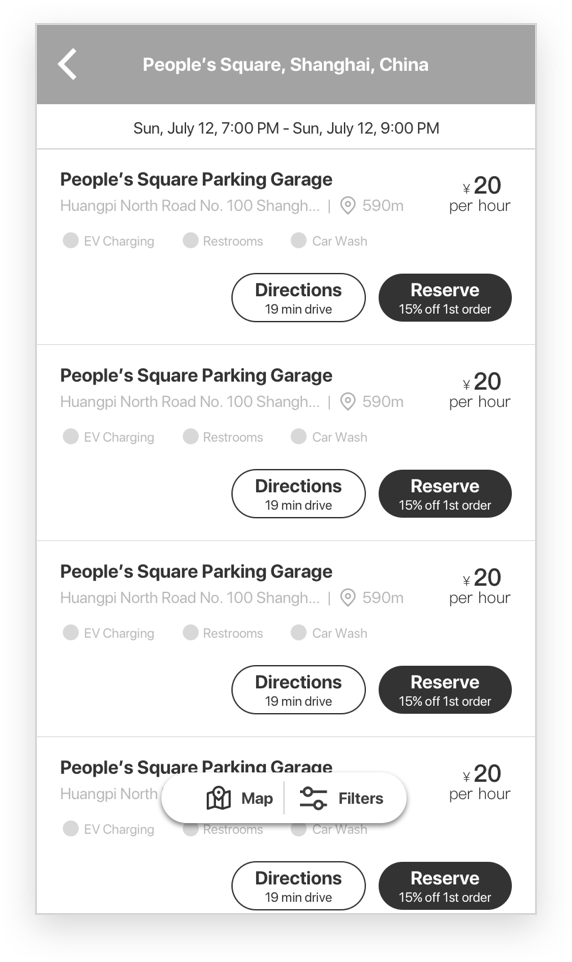 People's Square, Shanghai, China
Sun, July 12, 7:00 PM - Sun, July 12, 9:00 PM
People's Square Parking Garage
¥ 20
Huangpi North Road No. 100 Shangh... | 590m
per hour
EV Charging Restrooms Car Wash
Directions
19 min drive
Reserve
15% off 1st order
People's Square Parking Garage
¥ 20
Huangpi North Road No. 100 Shangh... | 590m
per hour
EV Charging Restrooms Car Wash
Directions
19 min drive
Reserve
15% off 1st order
People's Square Parking Garage
¥ 20
Huangpi North Road No. 100 Shangh... | 590m
per hour
EV Charging Restrooms Car Wash
Directions
19 min drive
Reserve
15% off 1st order
People's Square Parking Garage
¥ 20
Huangpi North
per hour
Map Filters
EV Charging Restrooms Car Wash
Directions
19 min drive
Reserve
15% off 1st order